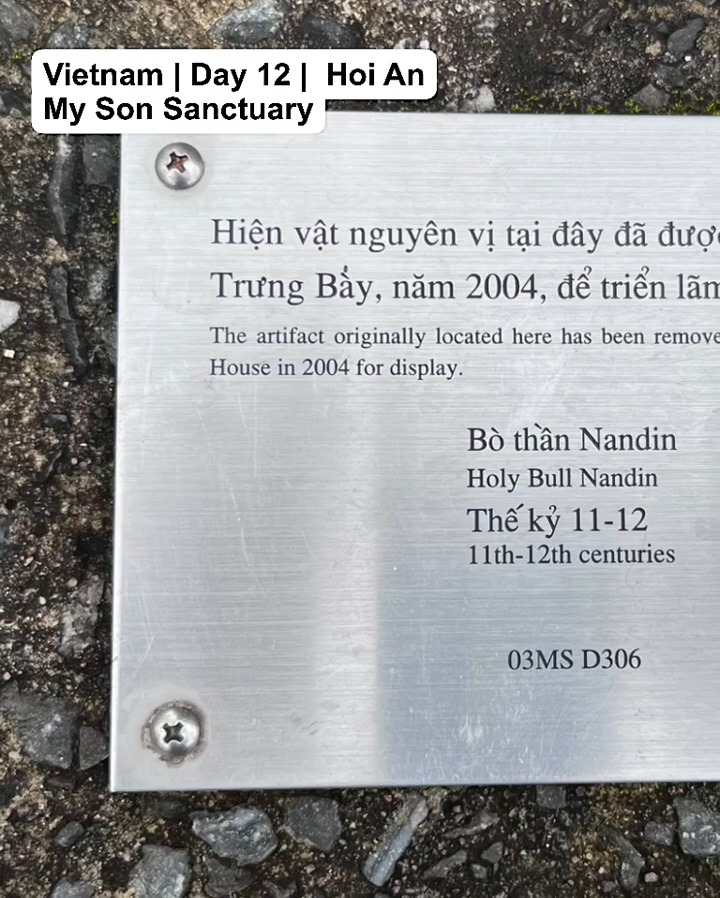 Vietnam | Day 12 | Hoi An
My Son Sanctuary
Hiện vật nguyên vị tại đây đã
Trưng Bầy, năm 2004, để triển lãm
The artifact originally located here has been
House in 2004 for display.
Bò thần Nandin
Holy Bull Nandin
Thế kỷ 11-12
11th-12th centuries
03MS D306